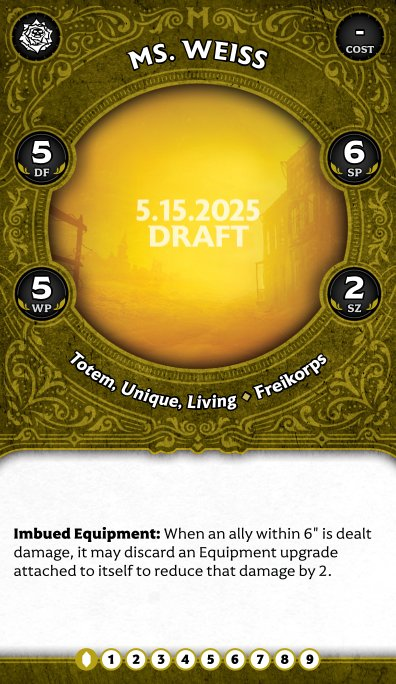 M
MS. WEISS
-
COST
5
DF
6
SP
5.15.2025
DRAFT
5
WP
2
SZ
Totem, Unique, Living ♦ Freikorps
Imbued Equipment: When an ally within 6" is dealt
damage, it may discard an Equipment upgrade
attached to itself to reduce that damage by 2.
1 2 3 4 5 6 7 8 9